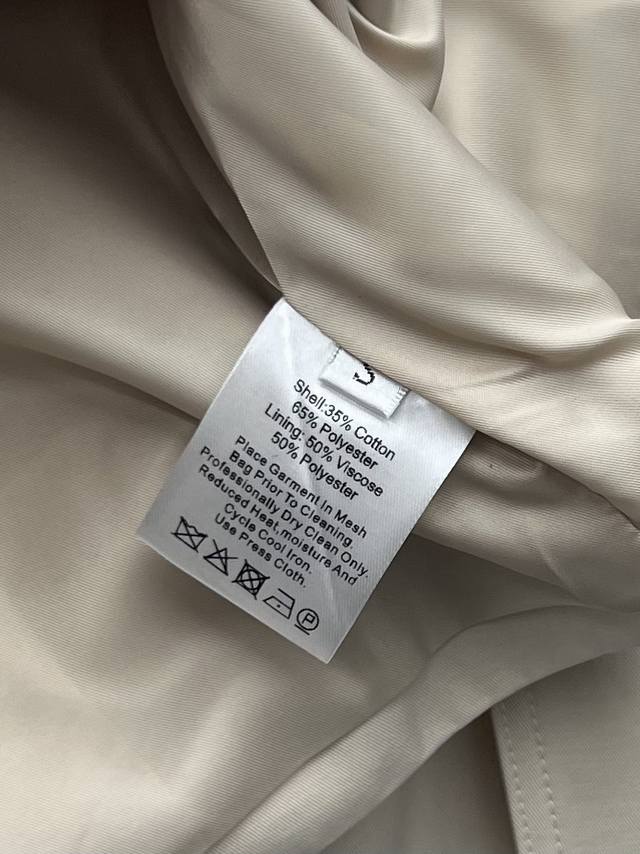 S
Shell:35% Cotton
65% Polyester
Lining: 50% Viscose
50% Polyester
Place Garment In Mesh
Bag Prior To Cleaning.
Professionally Dry Clean Only.
Reduced Heat,moisture And
Cycle Cool Iron.
Use Press Cloth.
P